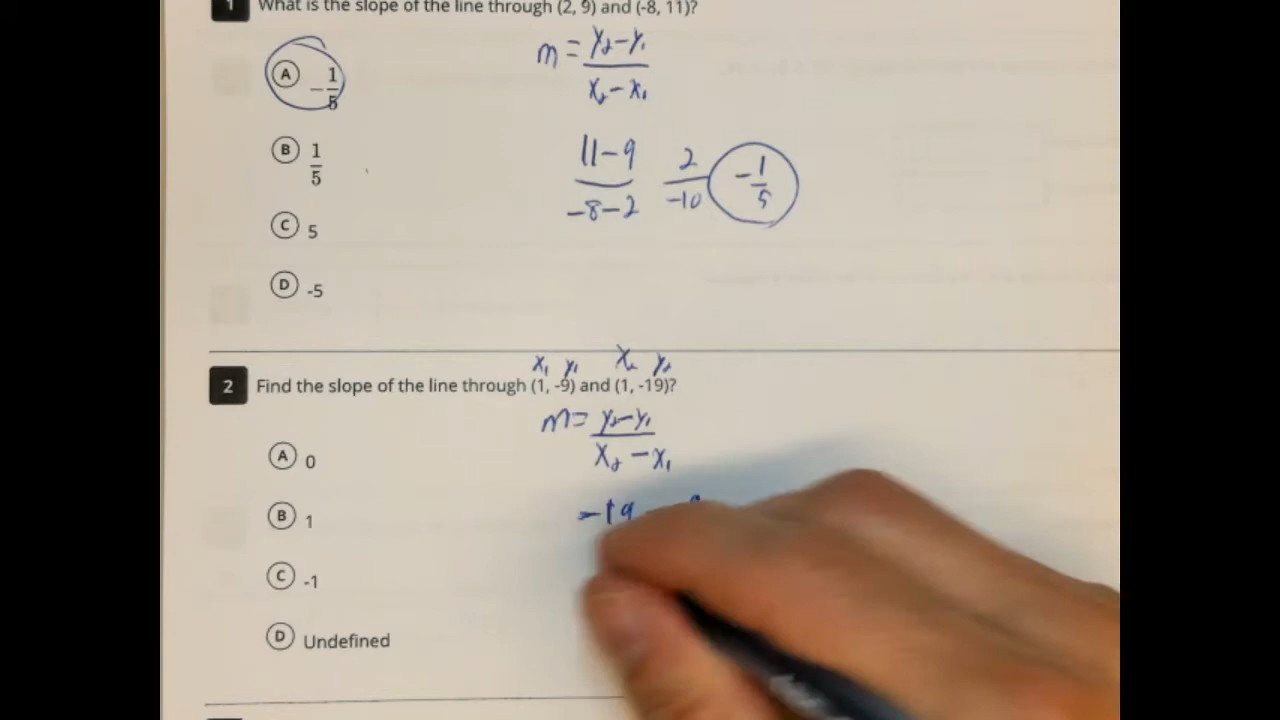 1 What is the slope of the line through (2, 9) and (-8, 11)?
m = y₂-y₁
x₂-x₁
A -1/5
11-9 2 -1/5
-8-2 -10
B 1/5
C 5
D -5
x₁ y₁ x₂ y₂
2 Find the slope of the line through (1, -9) and (1, -19)?
m= y₂-y₁
x₂-x₁
A 0
-19
B 1
C -1
D Undefined